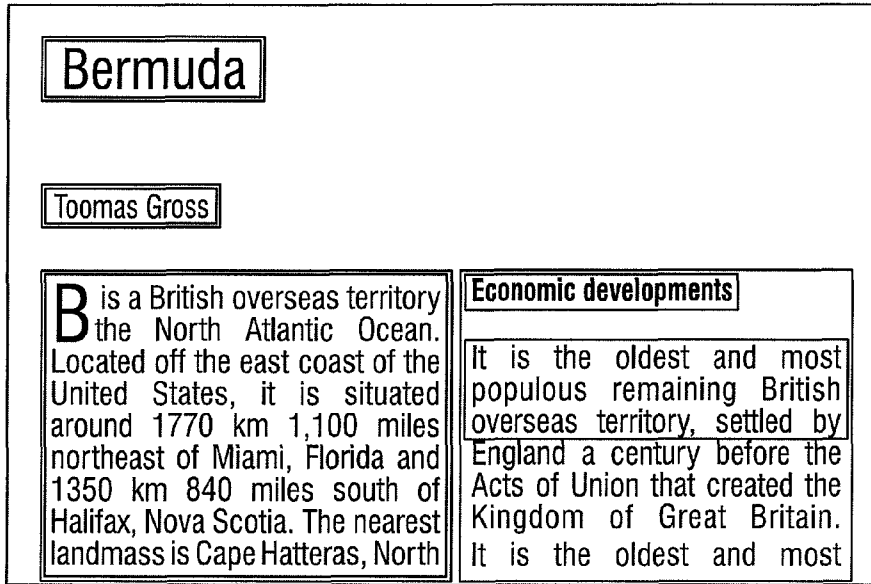 Bermuda
Toomas Gross
B is a British overseas territory
the North Atlantic Ocean.
Located off the east coast of the
United States, it is situated
around 1770 km 1,100 miles
northeast of Miami, Florida and
1350 km 840 miles south of
Halifax, Nova Scotia. The nearest
landmass is Cape Hatteras, North
Economic developments
It is the oldest and most
populous remaining British
overseas territory, settled by
England a century before the
Acts of Union that created the
Kingdom of Great Britain.
It is the oldest and most